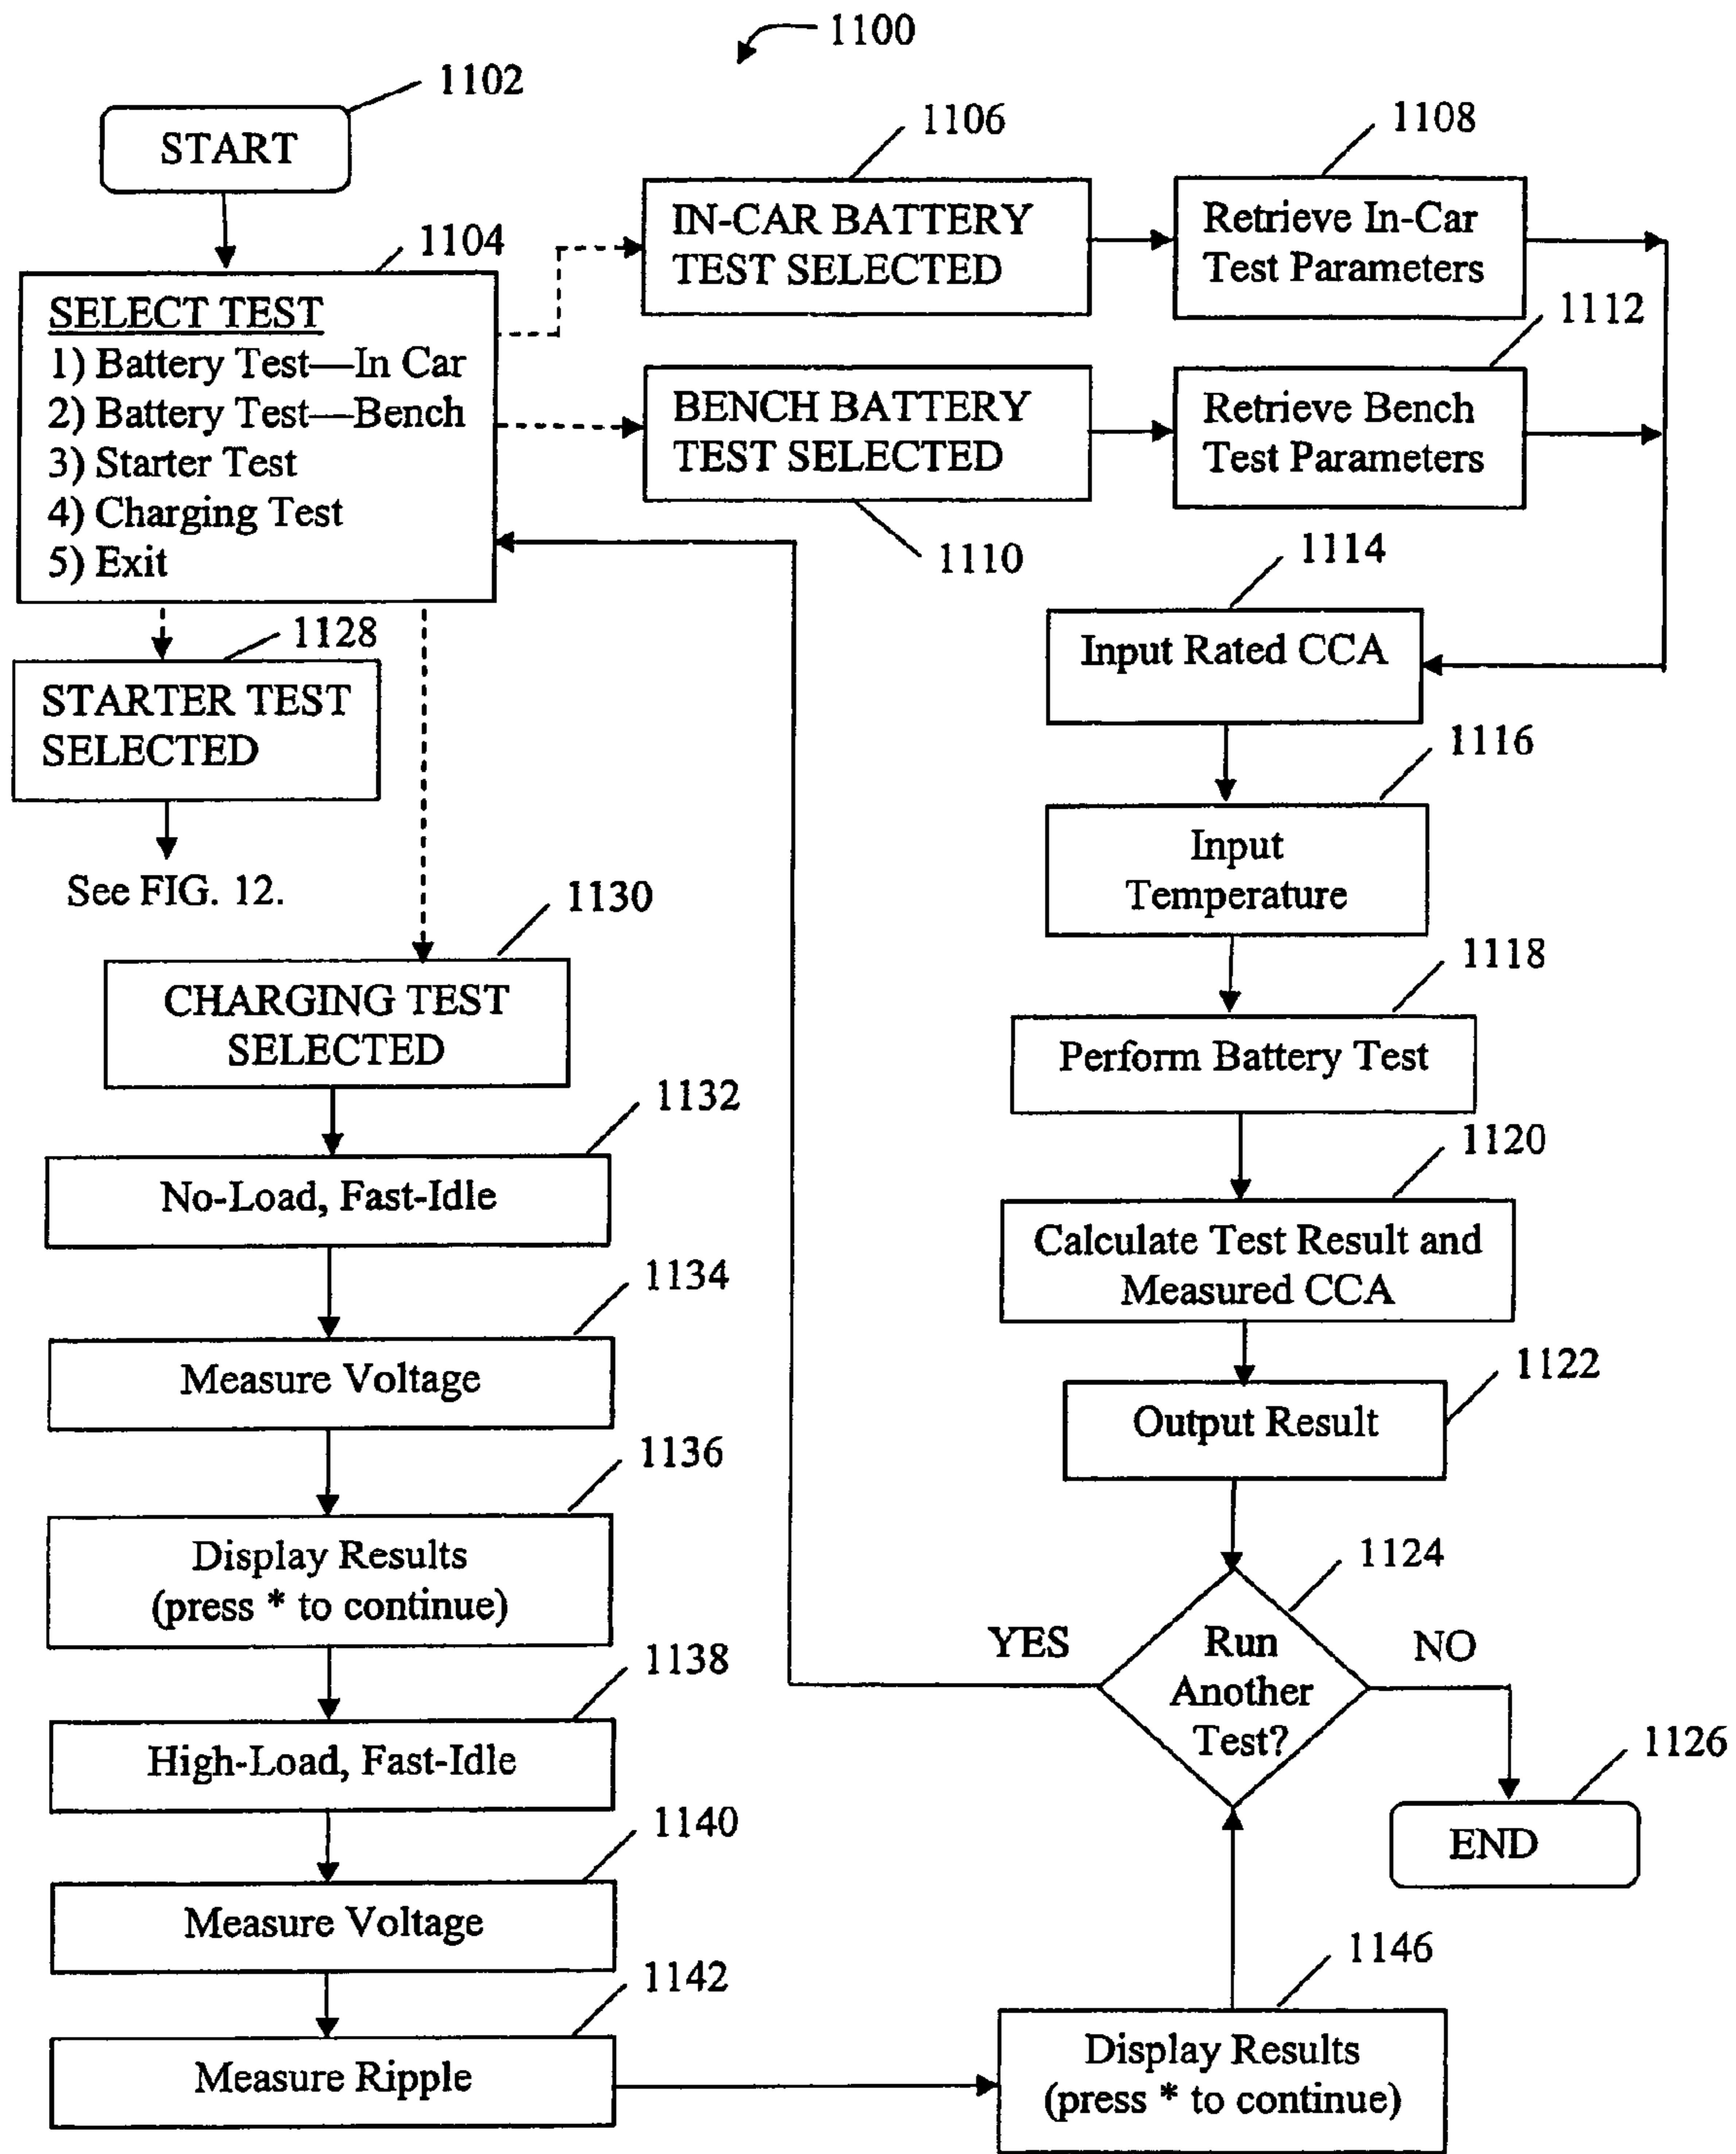 1100
1102
START
1104
SELECT TEST
1) Battery Test—In Car
2) Battery Test—Bench
3) Starter Test
4) Charging Test
5) Exit
1106
IN-CAR BATTERY
TEST SELECTED
1108
Retrieve In-Car
Test Parameters
1110
BENCH BATTERY
TEST SELECTED
1112
Retrieve Bench
Test Parameters
1114
Input Rated CCA
1116
Input
Temperature
1118
Perform Battery Test
1120
Calculate Test Result and
Measured CCA
1122
Output Result
1124
Run
Another
Test?
YES
NO
1126
END
1128
STARTER TEST
SELECTED
See FIG. 12.
1130
CHARGING TEST
SELECTED
1132
No-Load, Fast-Idle
1134
Measure Voltage
1136
Display Results
(press * to continue)
1138
High-Load, Fast-Idle
1140
Measure Voltage
1142
Measure Ripple
1146
Display Results
(press * to continue)